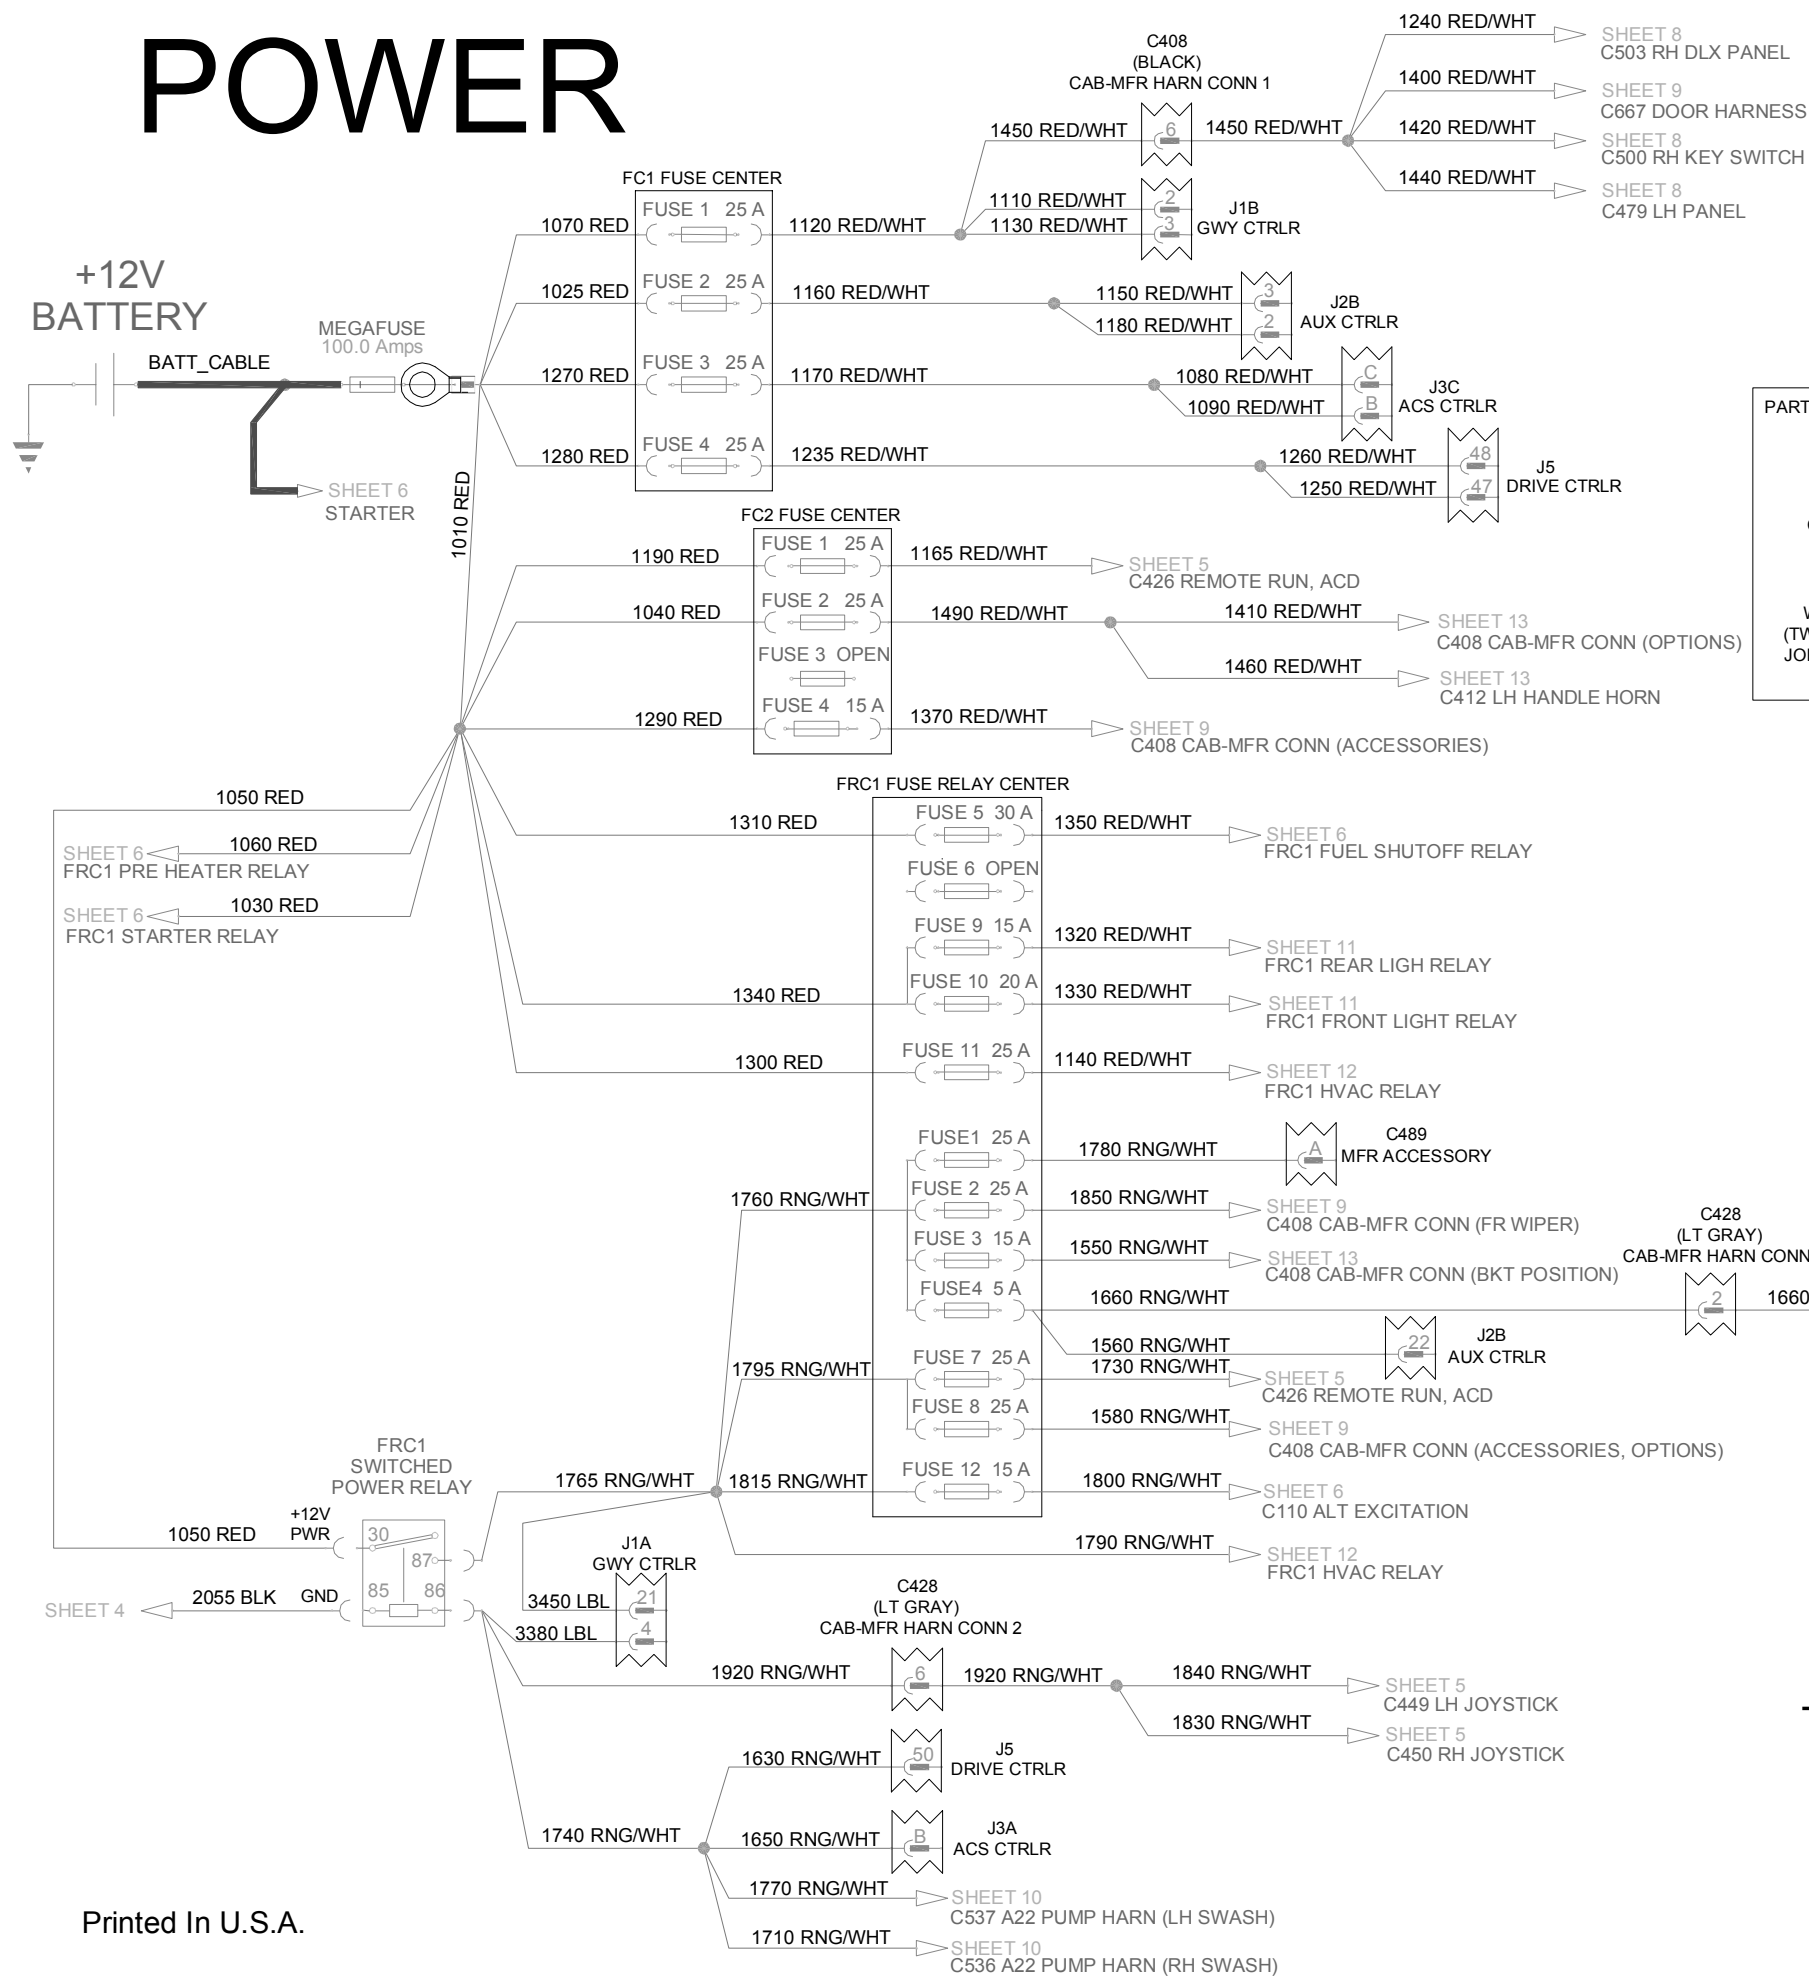 POWER
1240 RED/WHT
SHEET 8
C503 RH DLX PANEL
C408
(BLACK)
CAB-MFR HARN CONN 1
1400 RED/WHT
SHEET 9
C667 DOOR HARNESS
1450 RED/WHT
6
1450 RED/WHT
1420 RED/WHT
SHEET 8
C500 RH KEY SWITCH
1440 RED/WHT
SHEET 8
C479 LH PANEL
FC1 FUSE CENTER
1070 RED
FUSE 1 25 A
1120 RED/WHT
1110 RED/WHT
2
1130 RED/WHT
3
J1B
GWY CTRLR
+12V
BATTERY
1025 RED
FUSE 2 25 A
1160 RED/WHT
1150 RED/WHT
3
1180 RED/WHT
2
J2B
AUX CTRLR
BATT_CABLE
MEGAFUSE
100.0 Amps
1270 RED
FUSE 3 25 A
1170 RED/WHT
1080 RED/WHT
C
1090 RED/WHT
B
J3C
ACS CTRLR
PART
1280 RED
FUSE 4 25 A
1235 RED/WHT
1260 RED/WHT
48
1250 RED/WHT
47
J5
DRIVE CTRLR
SHEET 6
STARTER
1010 RED
FC2 FUSE CENTER
1190 RED
FUSE 1 25 A
1165 RED/WHT
SHEET 5
C426 REMOTE RUN, ACD
1040 RED
FUSE 2 25 A
1490 RED/WHT
1410 RED/WHT
SHEET 13
C408 CAB-MFR CONN (OPTIONS)
FUSE 3 OPEN
1460 RED/WHT
SHEET 13
C412 LH HANDLE HORN
1290 RED
FUSE 4 15 A
1370 RED/WHT
SHEET 9
C408 CAB-MFR CONN (ACCESSORIES)
(TW
FRC1 FUSE RELAY CENTER
1050 RED
1310 RED
FUSE 5 30 A
1350 RED/WHT
SHEET 6
FRC1 FUEL SHUTOFF RELAY
1060 RED
SHEET 6
FRC1 PRE HEATER RELAY
FUSE 6 OPEN
1030 RED
SHEET 6
FRC1 STARTER RELAY
FUSE 9 15 A
1320 RED/WHT
SHEET 11
FRC1 REAR LIGH RELAY
1340 RED
FUSE 10 20 A
1330 RED/WHT
SHEET 11
FRC1 FRONT LIGHT RELAY
1300 RED
FUSE 11 25 A
1140 RED/WHT
SHEET 12
FRC1 HVAC RELAY
FUSE1 25 A
1780 RNG/WHT
A
C489
MFR ACCESSORY
1760 RNG/WHT
FUSE 2 25 A
1850 RNG/WHT
SHEET 9
C408 CAB-MFR CONN (FR WIPER)
FUSE 3 15 A
1550 RNG/WHT
SHEET 13
C408 CAB-MFR CONN (BKT POSITION)
C428
(LT GRAY)
CAB-MFR HARN CONN
FUSE4 5 A
1660 RNG/WHT
2
1660
1560 RNG/WHT
22
J2B
AUX CTRLR
1795 RNG/WHT
FUSE 7 25 A
1730 RNG/WHT
SHEET 5
C426 REMOTE RUN, ACD
FUSE 8 25 A
1580 RNG/WHT
SHEET 9
C408 CAB-MFR CONN (ACCESSORIES, OPTIONS)
FRC1
SWITCHED
POWER RELAY
1765 RNG/WHT
1815 RNG/WHT
FUSE 12 15 A
1800 RNG/WHT
SHEET 6
C110 ALT EXCITATION
1050 RED
+12V
PWR
30
87
1790 RNG/WHT
SHEET 12
FRC1 HVAC RELAY
J1A
GWY CTRLR
SHEET 4
2055 BLK
GND
85
86
3450 LBL
21
3380 LBL
4
C428
(LT GRAY)
CAB-MFR HARN CONN 2
1920 RNG/WHT
6
1920 RNG/WHT
1840 RNG/WHT
SHEET 5
C449 LH JOYSTICK
1830 RNG/WHT
SHEET 5
C450 RH JOYSTICK
1630 RNG/WHT
50
J5
DRIVE CTRLR
1740 RNG/WHT
1650 RNG/WHT
B
J3A
ACS CTRLR
1770 RNG/WHT
SHEET 10
C537 A22 PUMP HARN (LH SWASH)
1710 RNG/WHT
SHEET 10
C536 A22 PUMP HARN (RH SWASH)
Printed In U.S.A.